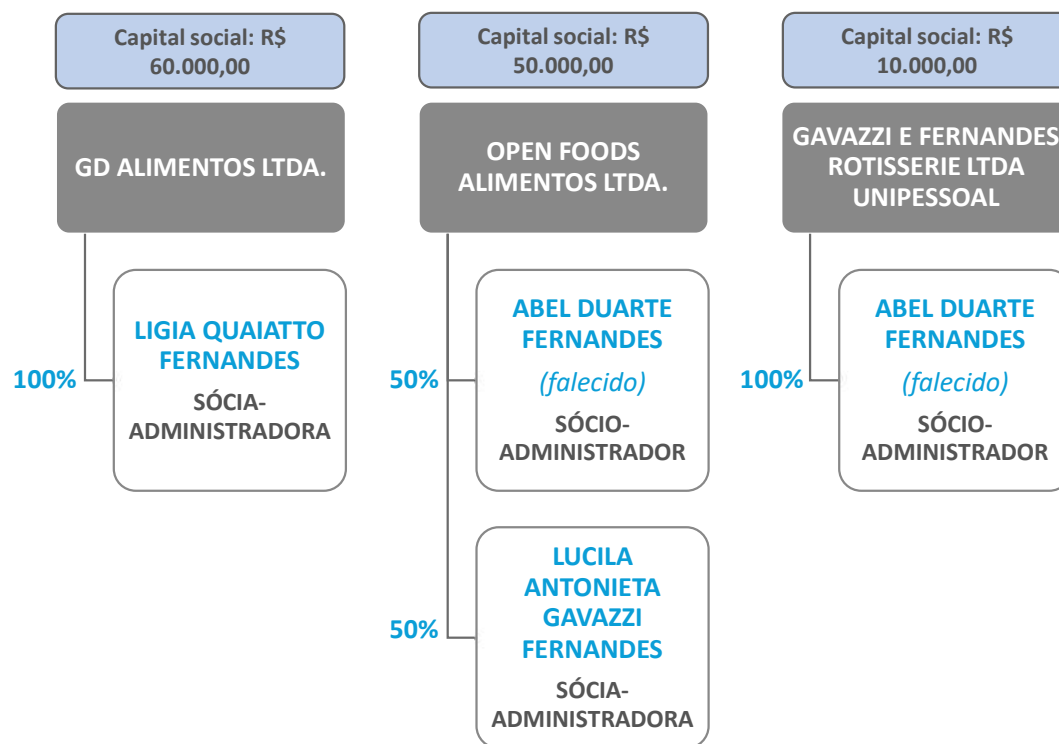 Capital social: R$
60.000,00
GD ALIMENTOS LTDA.
100%
LIGIA QUAIATTO
FERNANDES
SÓCIA-
ADMINISTRADORA
Capital social: R$
50.000,00
OPEN FOODS
ALIMENTOS LTDA.
50%
ABEL DUARTE
FERNANDES
(falecido)
SÓCIO-
ADMINISTRADOR
50%
LUCILA
ANTONIETA
GAVAZZI
FERNANDES
SÓCIA-
ADMINISTRADORA
Capital social: R$
10.000,00
GAVAZZI E FERNANDES
ROTISSERIE LTDA
UNIPESSOAL
100%
ABEL DUARTE
FERNANDES
(falecido)
SÓCIO-
ADMINISTRADOR